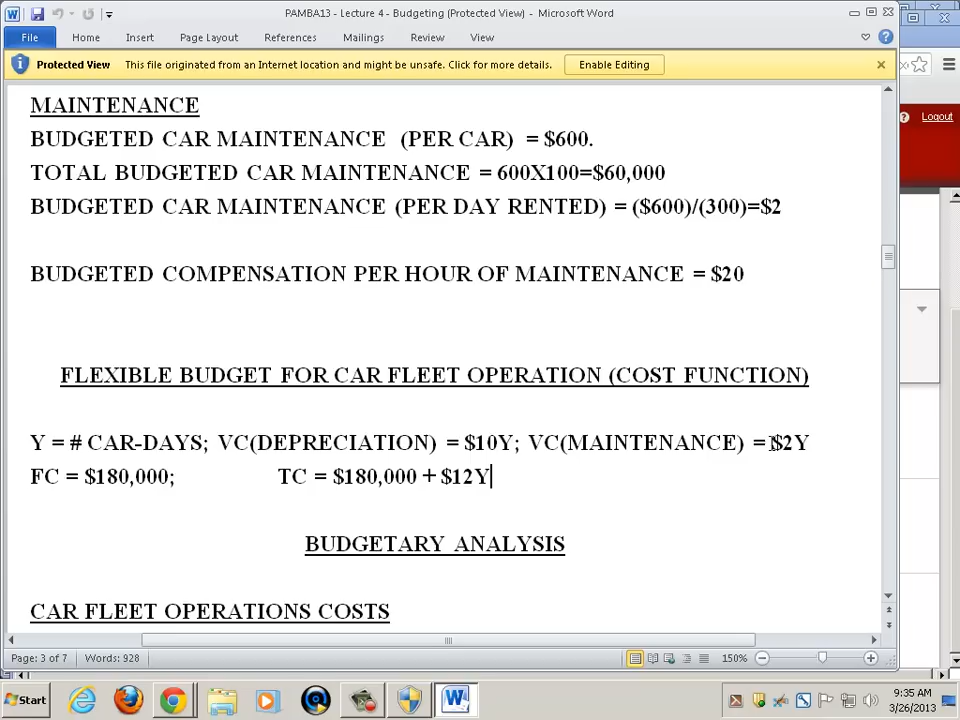 PAMBA13 - Lecture 4 - Budgeting (Protected View) - Microsoft Word
File Home Insert Page Layout References Mailings Review View
Protected View This file originated from an Internet location and might be unsafe. Click for more details. Enable Editing
Logout
MAINTENANCE
BUDGETED CAR MAINTENANCE (PER CAR) = $600.
TOTAL BUDGETED CAR MAINTENANCE = 600X100=$60,000
BUDGETED CAR MAINTENANCE (PER DAY RENTED) = ($600)/(300)=$2
BUDGETED COMPENSATION PER HOUR OF MAINTENANCE = $20
FLEXIBLE BUDGET FOR CAR FLEET OPERATION (COST FUNCTION)
Y = # CAR-DAYS; VC(DEPRECIATION) = $10Y; VC(MAINTENANCE) = $2Y
FC = $180,000; TC = $180,000 + $12Y
BUDGETARY ANALYSIS
CAR FLEET OPERATIONS COSTS
Page: 3 of 7 Words: 928 150%
Start 9:35 AM
3/26/2013